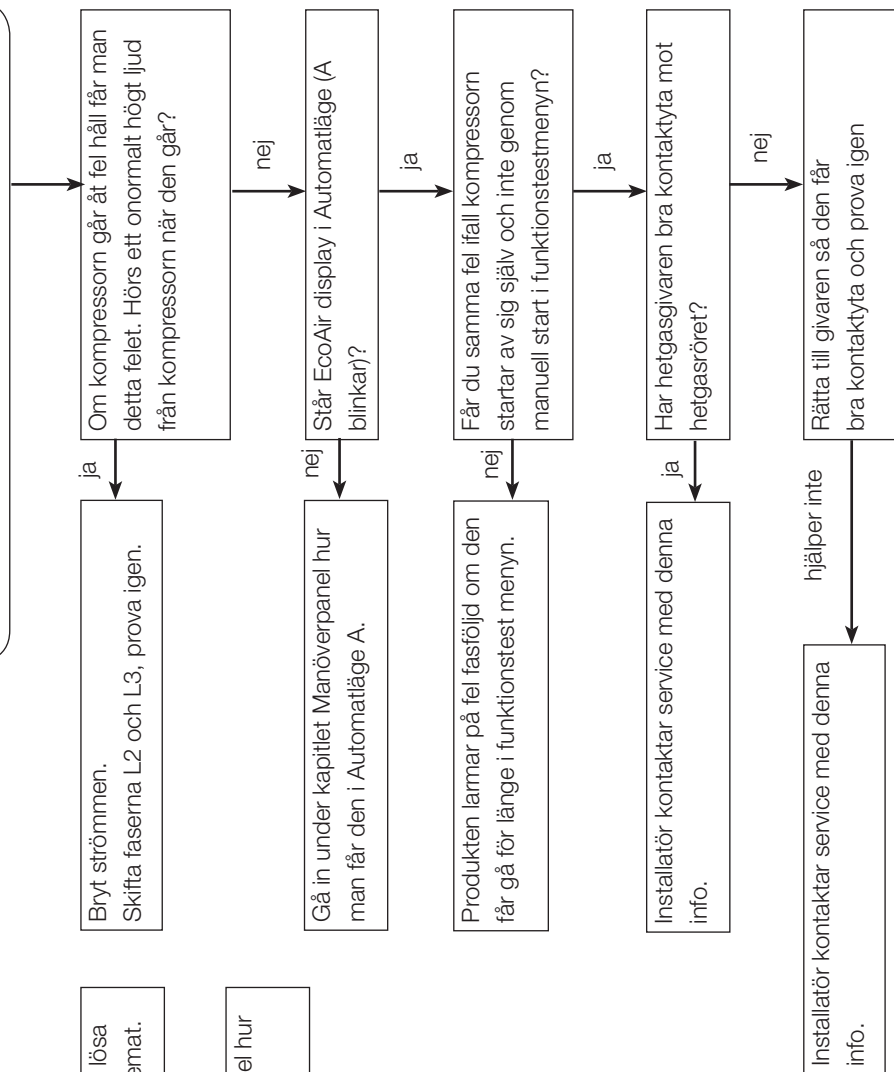 Om kompressorn går åt fel håll får man
detta felet. Hörs ett onormalt högt ljud
från kompressorn när den går?
ja
Bryt strömmen.
Skifta faserna L2 och L3, prova igen.
nej
Står EcoAir display i Automatläge (A
blinkar)?
nej
Gå in under kapitlet Manöverpanel hur
man får den i Automatläge A.
ja
Får du samma fel ifall kompressorn
startar av sig själv och inte genom
manuell start i funktionstestmenyn?
nej
Produkten larmar på fel fasföljd om den
får gå för länge i funktionstest menyn.
ja
Har hetgasgivaren bra kontaktyta mot
hetgasröret?
ja
Installatör kontaktar service med denna
info.
nej
Rätta till givaren så den får
bra kontaktyta och prova igen
hjälper inte
Installatör kontaktar service med denna
info.
lösa
emat.
el hur